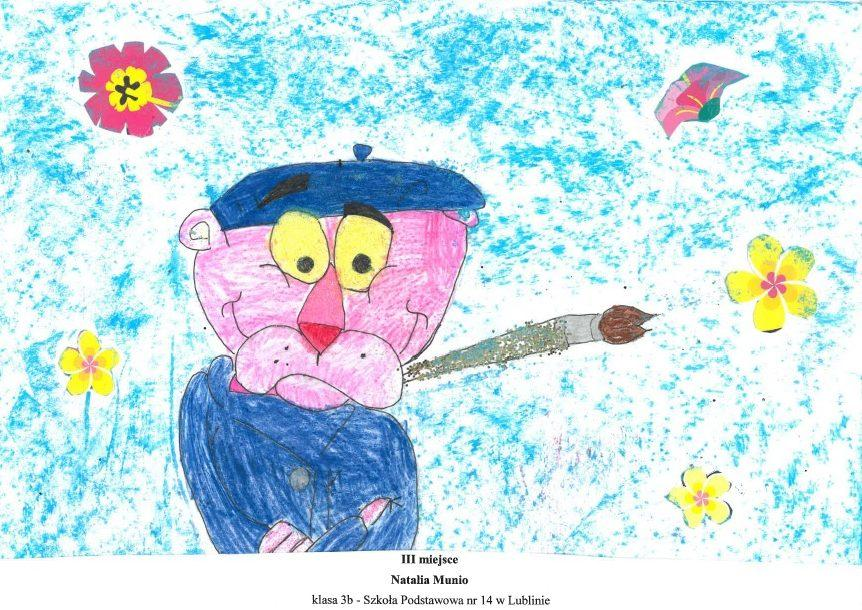 III miejsce
Natalia Munio
klasa 3b - Szkoła Podstawowa nr 14 w Lublinie